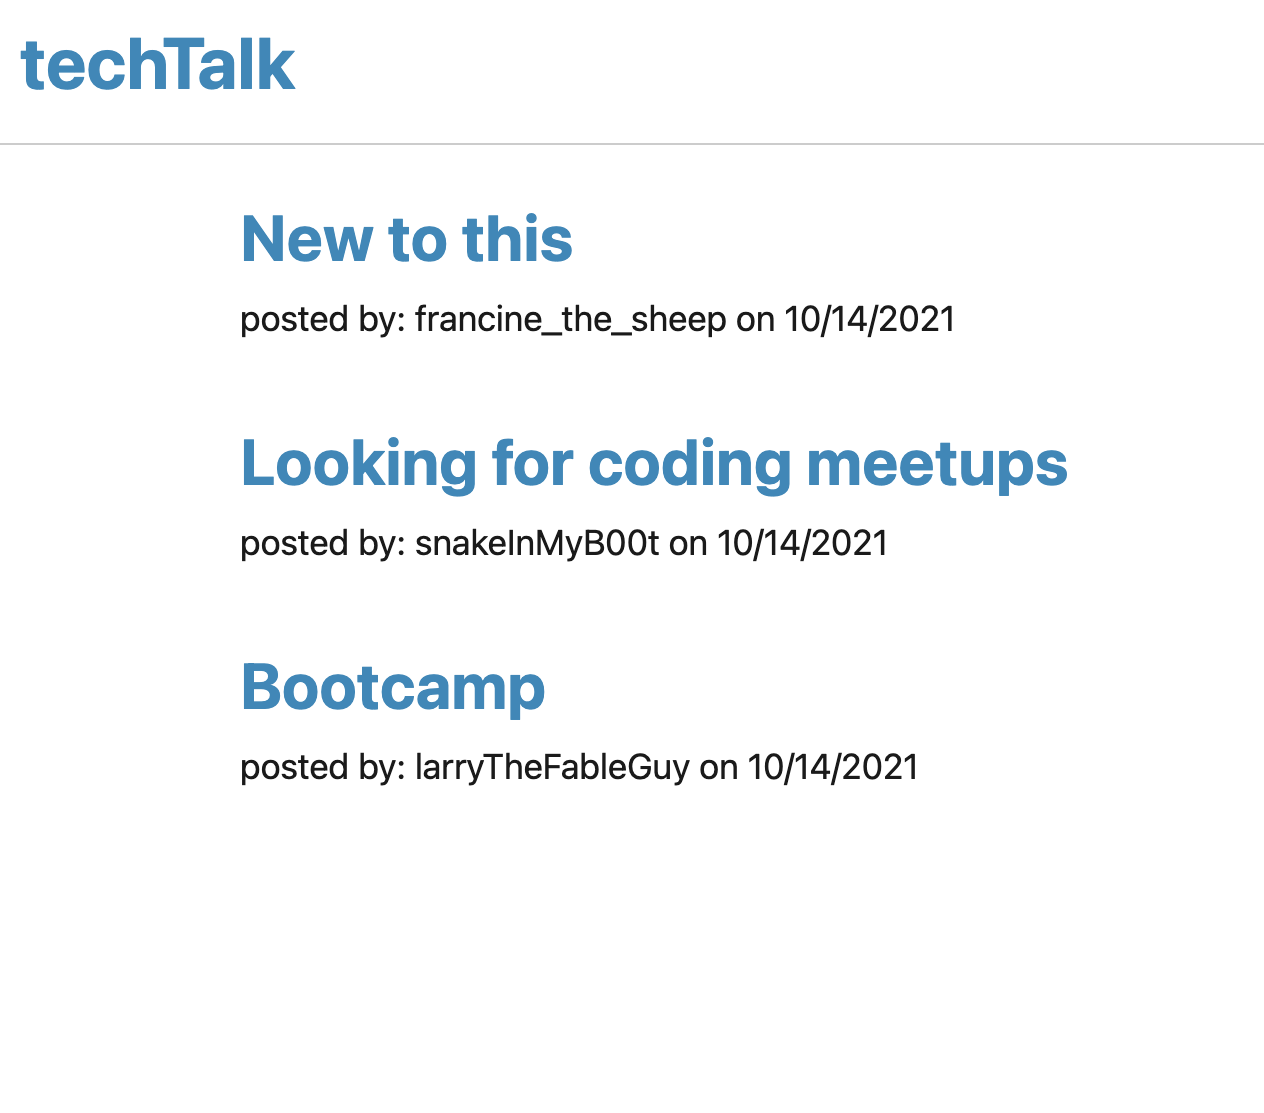 techTalk
New to this
posted by: francine_the_sheep on 10/14/2021
Looking for coding meetups
posted by: snakeInMyB00t on 10/14/2021
Bootcamp
posted by: larryTheFableGuy on 10/14/2021